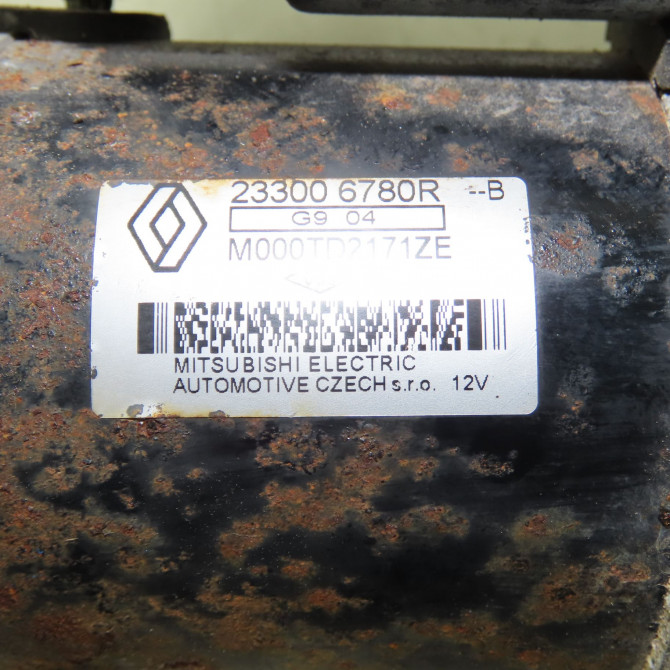 23300 6780R --B
G9 04
M000TD2171ZE
MITSUBISHI ELECTRIC
AUTOMOTIVE CZECH s.r.o. 12V